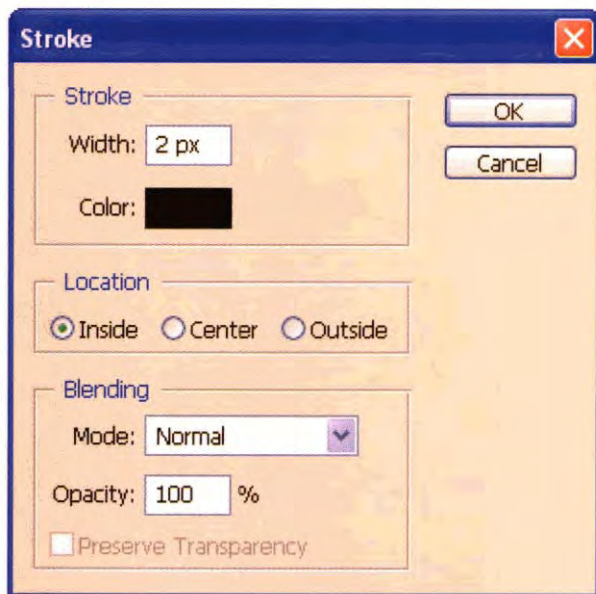 Stroke
Stroke
Width: 2 px
Color:
OK
Cancel
Location
Inside Center Outside
Blending
Mode: Normal
Opacity: 100 %
Preserve Transparency